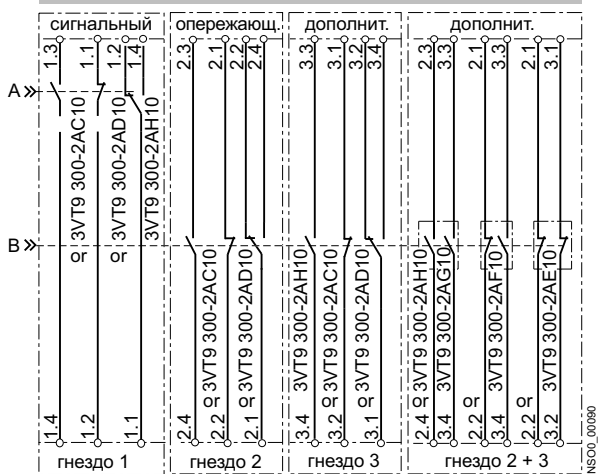 сигнальный
опережающ.
дополнит.
дополнит.
1.3
1.1
1.2
1.4
2.3
2.1
2.2
2.4
3.3
3.1
3.2
3.4
2.3
3.3
2.1
3.3
2.1
3.1
A
3VT9 300-2AC10
or
3VT9 300-2AD10
or
3VT9 300-2AH10
B
3VT9 300-2AC10
or
3VT9 300-2AD10
or
3VT9 300-2AH10
or
3VT9 300-2AC10
or
3VT9 300-2AD10
or
3VT9 300-2AH10
or
3VT9 300-2AG10
or
3VT9 300-2AF10
or
3VT9 300-2AE10
1.4
1.2
1.1
2.4
2.2
2.1
3.4
3.2
3.1
2.4
3.4
2.2
3.4
2.2
3.2
гнездо 1
гнездо 2
гнездо 3
гнездо 2 + 3
NSO0_00090